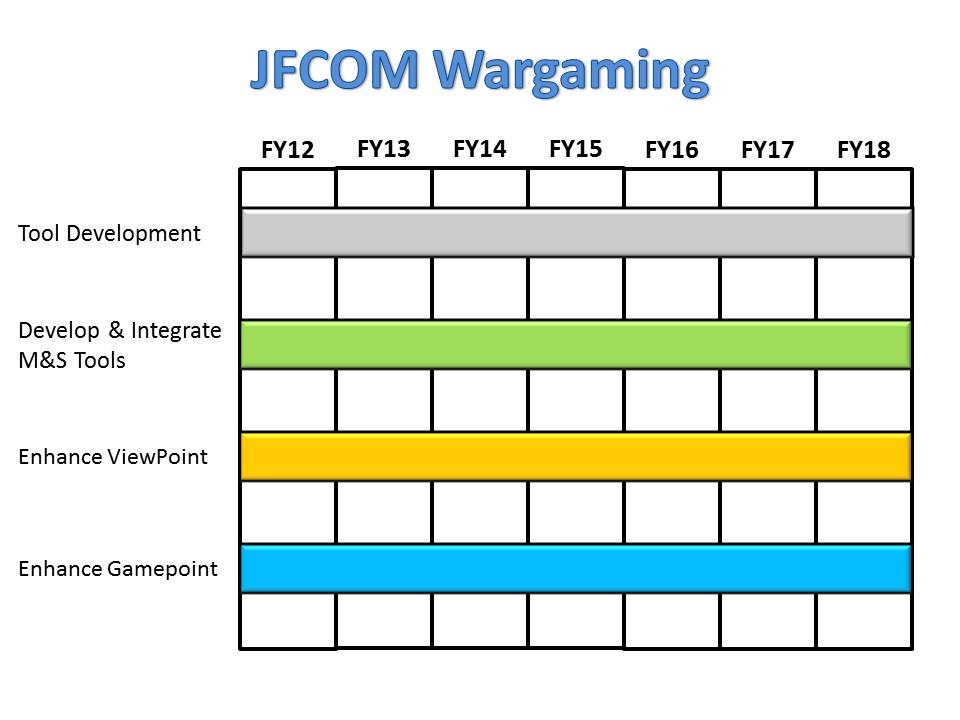 JFCOM Wargaming
FY12 FY13 FY14 FY15 FY16 FY17 FY18
Tool Development
Develop & Integrate
M&S Tools
Enhance ViewPoint
Enhance Gamepoint